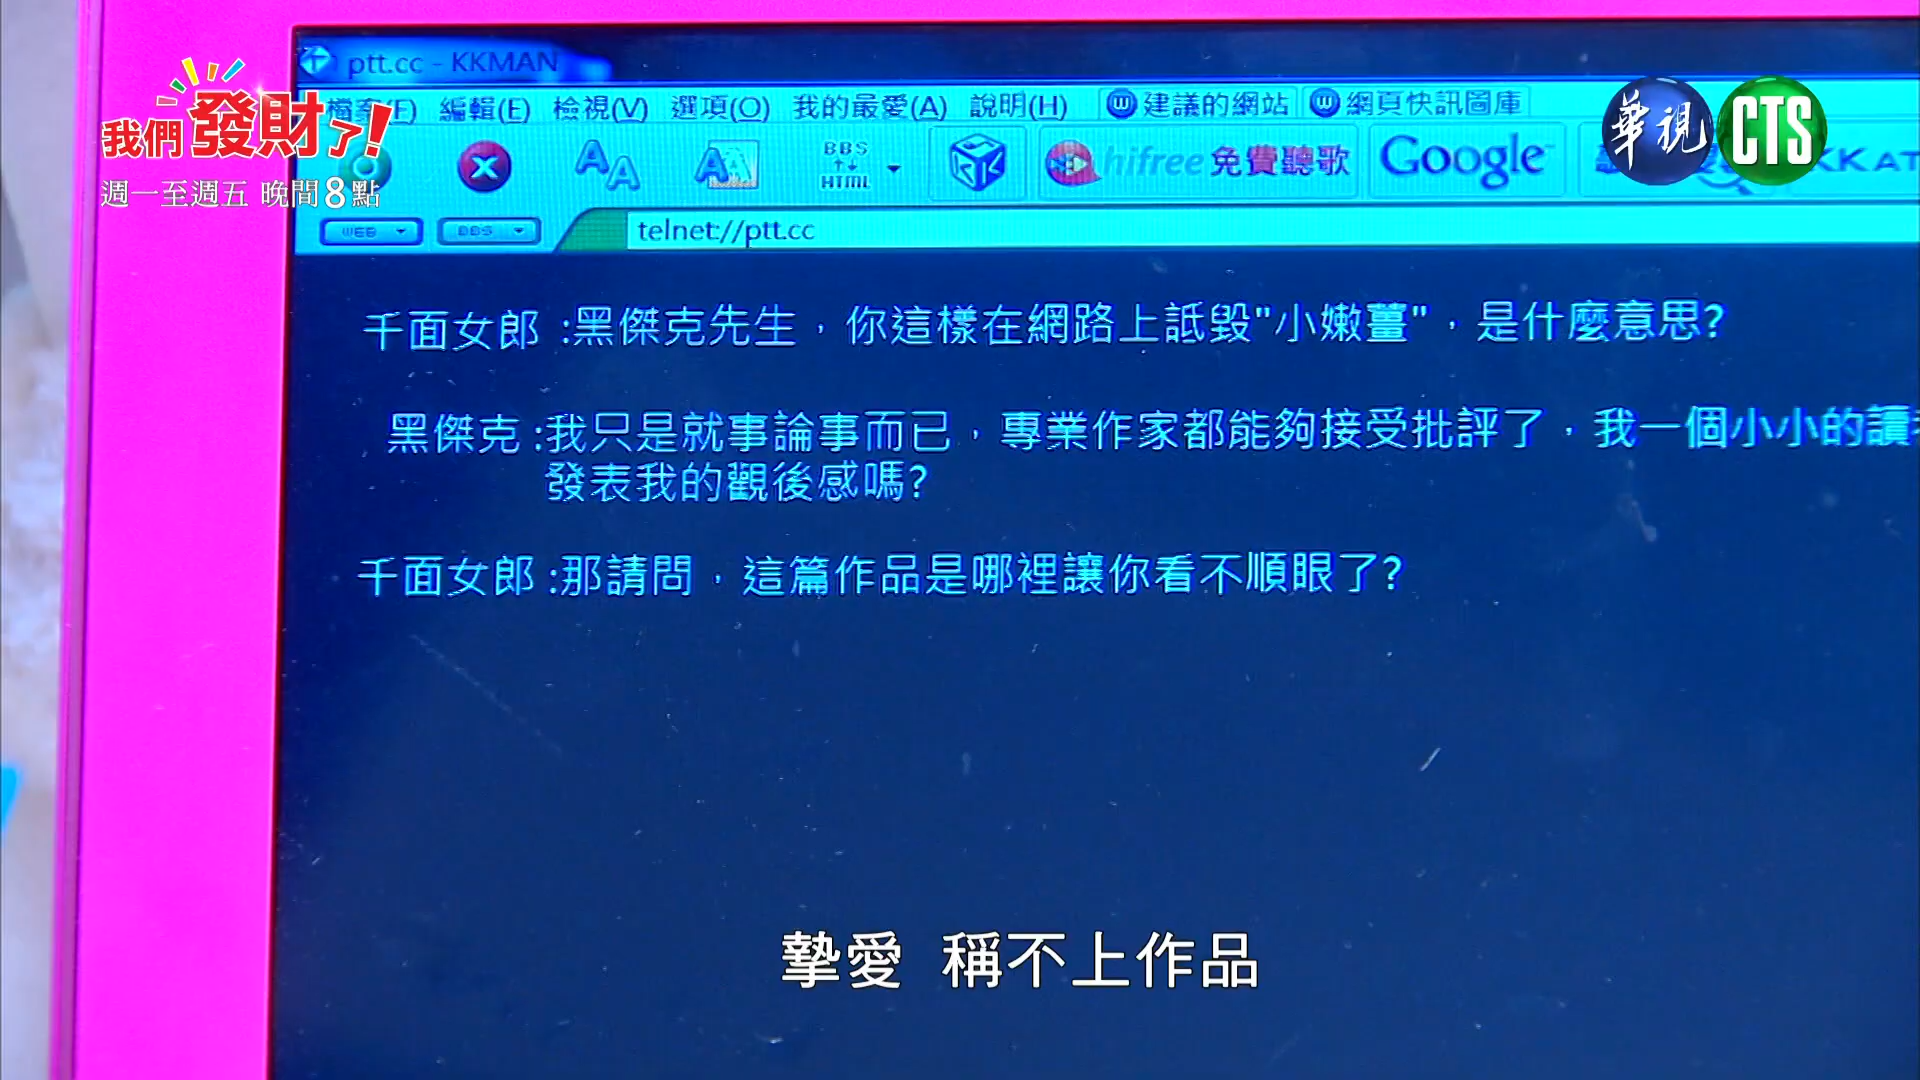 ptt.cc - KKMAN
我們發財了!
週一至週五 晚間8點
檔案(F) 編輯(E) 檢視(V) 選項(O) 我的最愛(A) 說明(H) 建議的網站 網頁快訊圖庫
華視 CTS
BBS HTML hifree 免費聽歌 Google
WEB BBS telnet://ptt.cc
千面女郎 :黑傑克先生，你這樣在網路上詆毀"小嫩薑"，是什麼意思?
黑傑克 :我只是就事論事而已，專業作家都能夠接受批評了，我一個小小的讀
發表我的觀後感嗎?
千面女郎 :那請問，這篇作品是哪裡讓你看不順眼了?
摯愛 稱不上作品